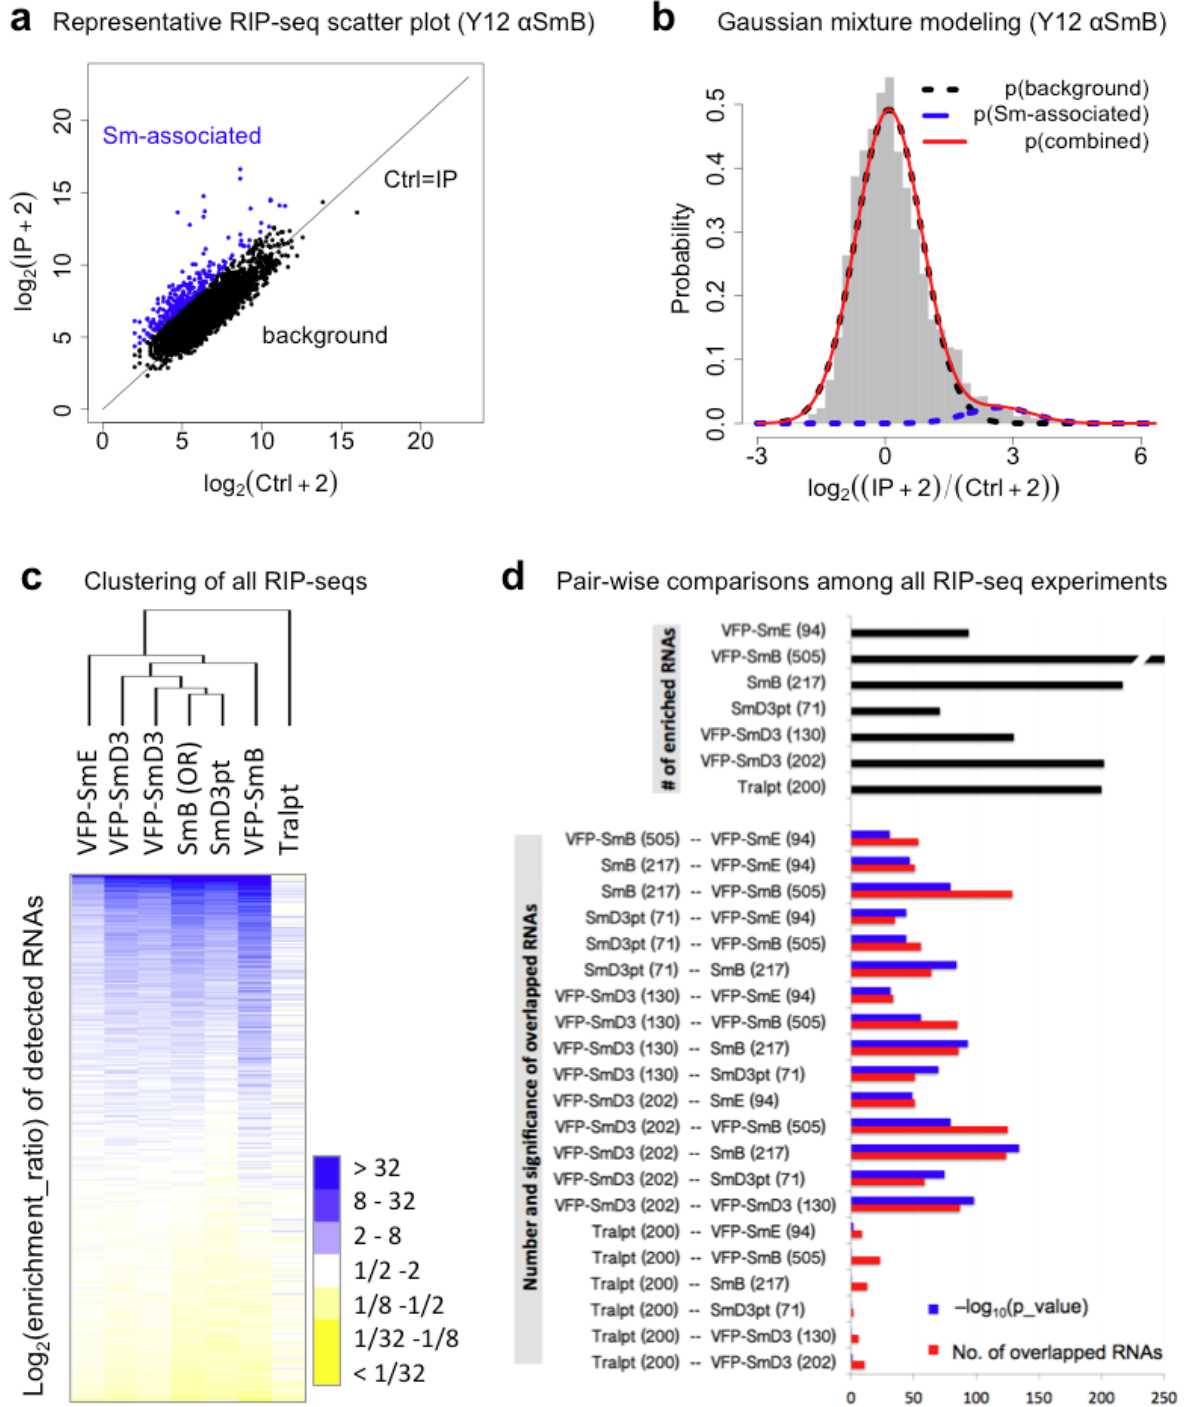 a Representative RIP-seq scatter plot (Y12 αSmB)
Sm-associated
Ctrl=IP
background
log2(IP + 2)
0 5 10 15 20
0 5 10 15 20
log2(Ctrl + 2)
b Gaussian mixture modeling (Y12 αSmB)
p(background)
p(Sm-associated)
p(combined)
Probability
0.0 0.1 0.2 0.3 0.4 0.5
-3 0 3 6
log2((IP + 2)/(Ctrl + 2))
c Clustering of all RIP-seqs
VFP-SmE
VFP-SmD3
VFP-SmD3
SmB (OR)
SmD3pt
VFP-SmB
Tralpt
Log2(enrichment_ratio) of detected RNAs
> 32
8 - 32
2 - 8
1/2 -2
1/8 -1/2
1/32 -1/8
< 1/32
d Pair-wise comparisons among all RIP-seq experiments
# of enriched RNAs
VFP-SmE (94)
VFP-SmB (505)
SmB (217)
SmD3pt (71)
VFP-SmD3 (130)
VFP-SmD3 (202)
Tralpt (200)
Number and significance of overlapped RNAs
VFP-SmB (505) -- VFP-SmE (94)
SmB (217) -- VFP-SmE (94)
SmB (217) -- VFP-SmB (505)
SmD3pt (71) -- VFP-SmE (94)
SmD3pt (71) -- VFP-SmB (505)
SmD3pt (71) -- SmB (217)
VFP-SmD3 (130) -- VFP-SmE (94)
VFP-SmD3 (130) -- VFP-SmB (505)
VFP-SmD3 (130) -- SmB (217)
VFP-SmD3 (130) -- SmD3pt (71)
VFP-SmD3 (202) -- SmE (94)
VFP-SmD3 (202) -- VFP-SmB (505)
VFP-SmD3 (202) -- SmB (217)
VFP-SmD3 (202) -- SmD3pt (71)
VFP-SmD3 (202) -- VFP-SmD3 (130)
Tralpt (200) -- VFP-SmE (94)
Tralpt (200) -- VFP-SmB (505)
Tralpt (200) -- SmB (217)
Tralpt (200) -- SmD3pt (71)
Tralpt (200) -- VFP-SmD3 (130)
Tralpt (200) -- VFP-SmD3 (202)
–log10(p_value)
No. of overlapped RNAs
0 50 100 150 200 250